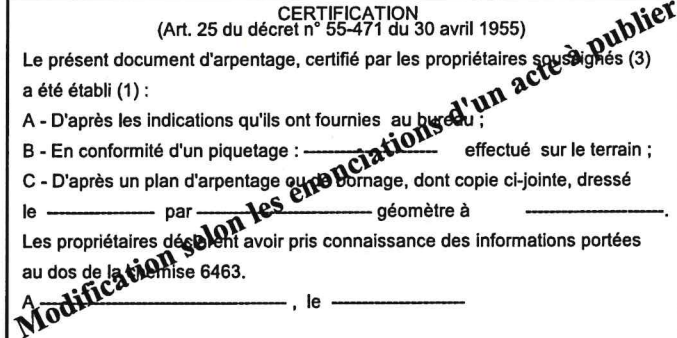 CERTIFICATION
(Art. 25 du décret n° 55-471 du 30 avril 1955)
Le présent document d'arpentage, certifié par les propriétaires soussignés (3)
a été établi (1) :
A - D'après les indications qu'ils ont fournies au bureau ;
B - En conformité d'un piquetage : effectué sur le terrain ;
C - D'après un plan d'arpentage ou de bornage, dont copie ci-jointe, dressé
le par géomètre à .
Les propriétaires déclarent avoir pris connaissance des informations portées
au dos de la chemise 6463.
A , le
Modification selon les énonciations d'un acte à publier